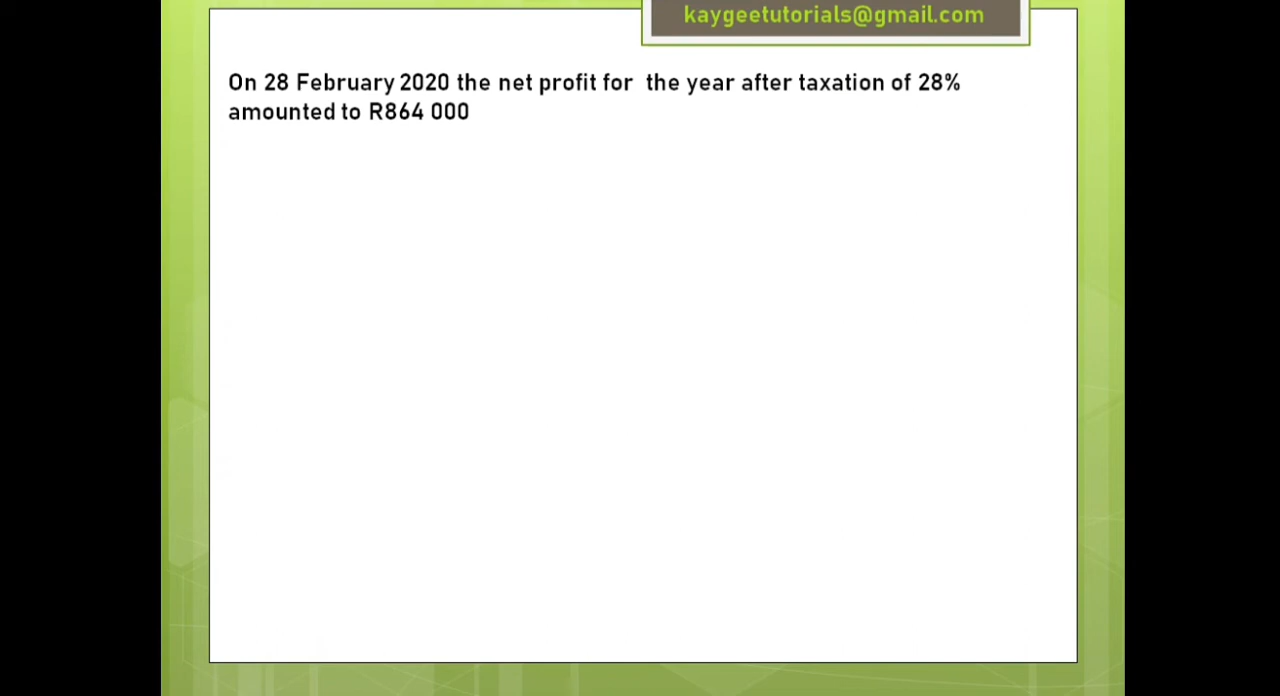 kaygeetutorials@gmail.com
On 28 February 2020 the net profit for the year after taxation of 28%
amounted to R864 000